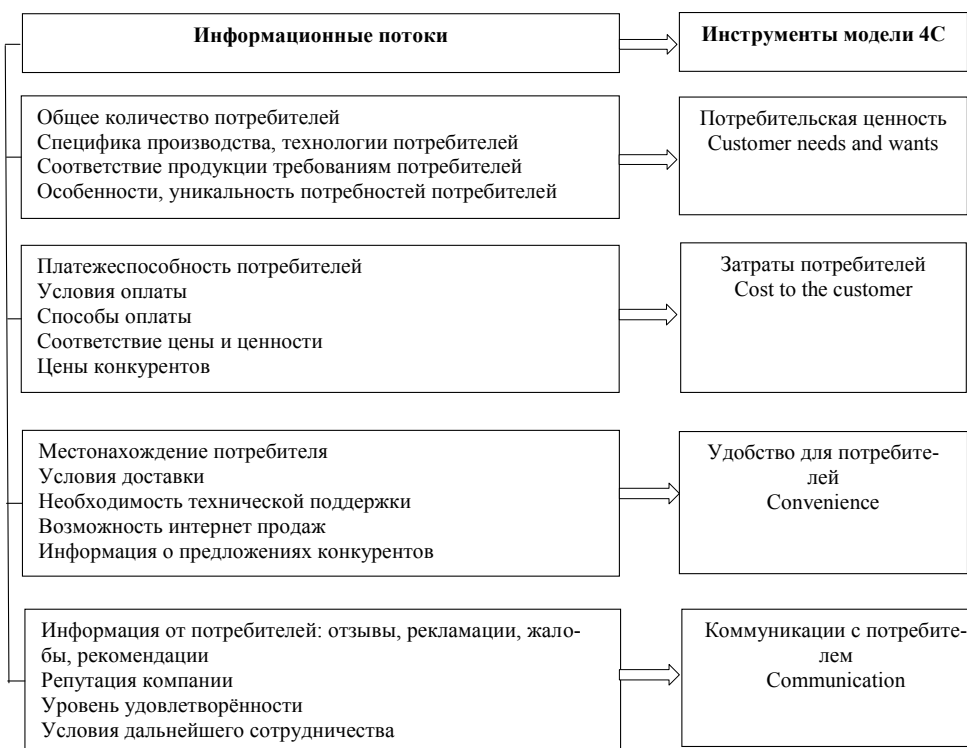 Информационные потоки
Инструменты модели 4С
Общее количество потребителей
Специфика производства, технологии потребителей
Соответствие продукции требованиям потребителей
Особенности, уникальность потребностей потребителей
Потребительская ценность
Customer needs and wants
Платежеспособность потребителей
Условия оплаты
Способы оплаты
Соответствие цены и ценности
Цены конкурентов
Затраты потребителей
Cost to the customer
Местонахождение потребителя
Условия доставки
Необходимость технической поддержки
Возможность интернет продаж
Информация о предложениях конкурентов
Удобство для потребите-
лей
Convenience
Информация от потребителей: отзывы, рекламации, жало-
бы, рекомендации
Репутация компании
Уровень удовлетворённости
Условия дальнейшего сотрудничества
Коммуникации с потребите-
лем
Communication